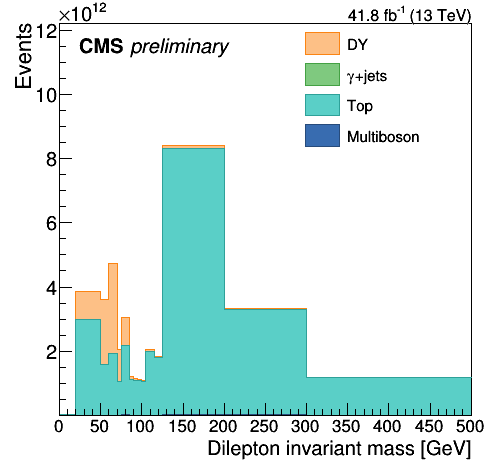 ×10¹²
41.8 fb⁻¹ (13 TeV)
CMS preliminary
Events
DY
γ+jets
Top
Multiboson
12
10
8
6
4
2
0 50 100 150 200 250 300 350 400 450 500
Dilepton invariant mass [GeV]